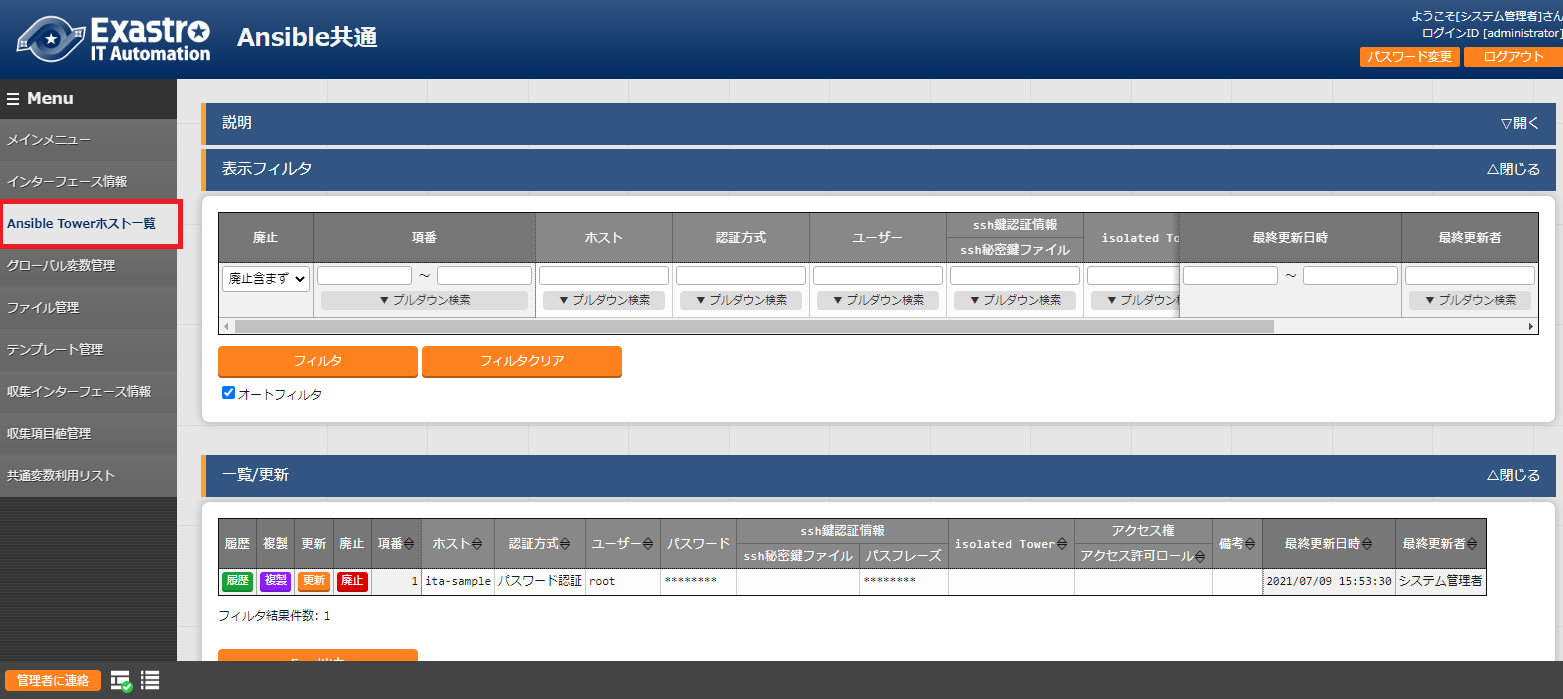 Exastro
IT Automation
Ansible共通
ようこそ[システム管理者]さん
ログインID [administrator]
パスワード変更 ログアウト
Menu
メインメニュー
インターフェース情報
Ansible Towerホスト一覧
グローバル変数管理
ファイル管理
テンプレート管理
収集インターフェース情報
収集項目値管理
共通変数利用リスト
説明 ▽開く
表示フィルタ △閉じる
廃止 項番 ホスト 認証方式 ユーザー ssh鍵認証情報 isolated To 最終更新日時 最終更新者
ssh秘密鍵ファイル
廃止含まず ～ ～
▼ プルダウン検索 ▼ プルダウン検索 ▼ プルダウン検索 ▼ プルダウン検索 ▼ プルダウン検索 ▼ プルダウン ▼ プルダウン検索
フィルタ フィルタクリア
オートフィルタ
一覧/更新 △閉じる
履歴 複製 更新 廃止 項番 ホスト 認証方式 ユーザー パスワード ssh鍵認証情報 isolated Tower アクセス権 備考 最終更新日時 最終更新者
ssh秘密鍵ファイル パスフレーズ アクセス許可ロール
履歴 複製 更新 廃止 1 ita-sample パスワード認証 root ******** ******** 2021/07/09 15:53:30 システム管理者
フィルタ結果件数: 1
管理者に連絡